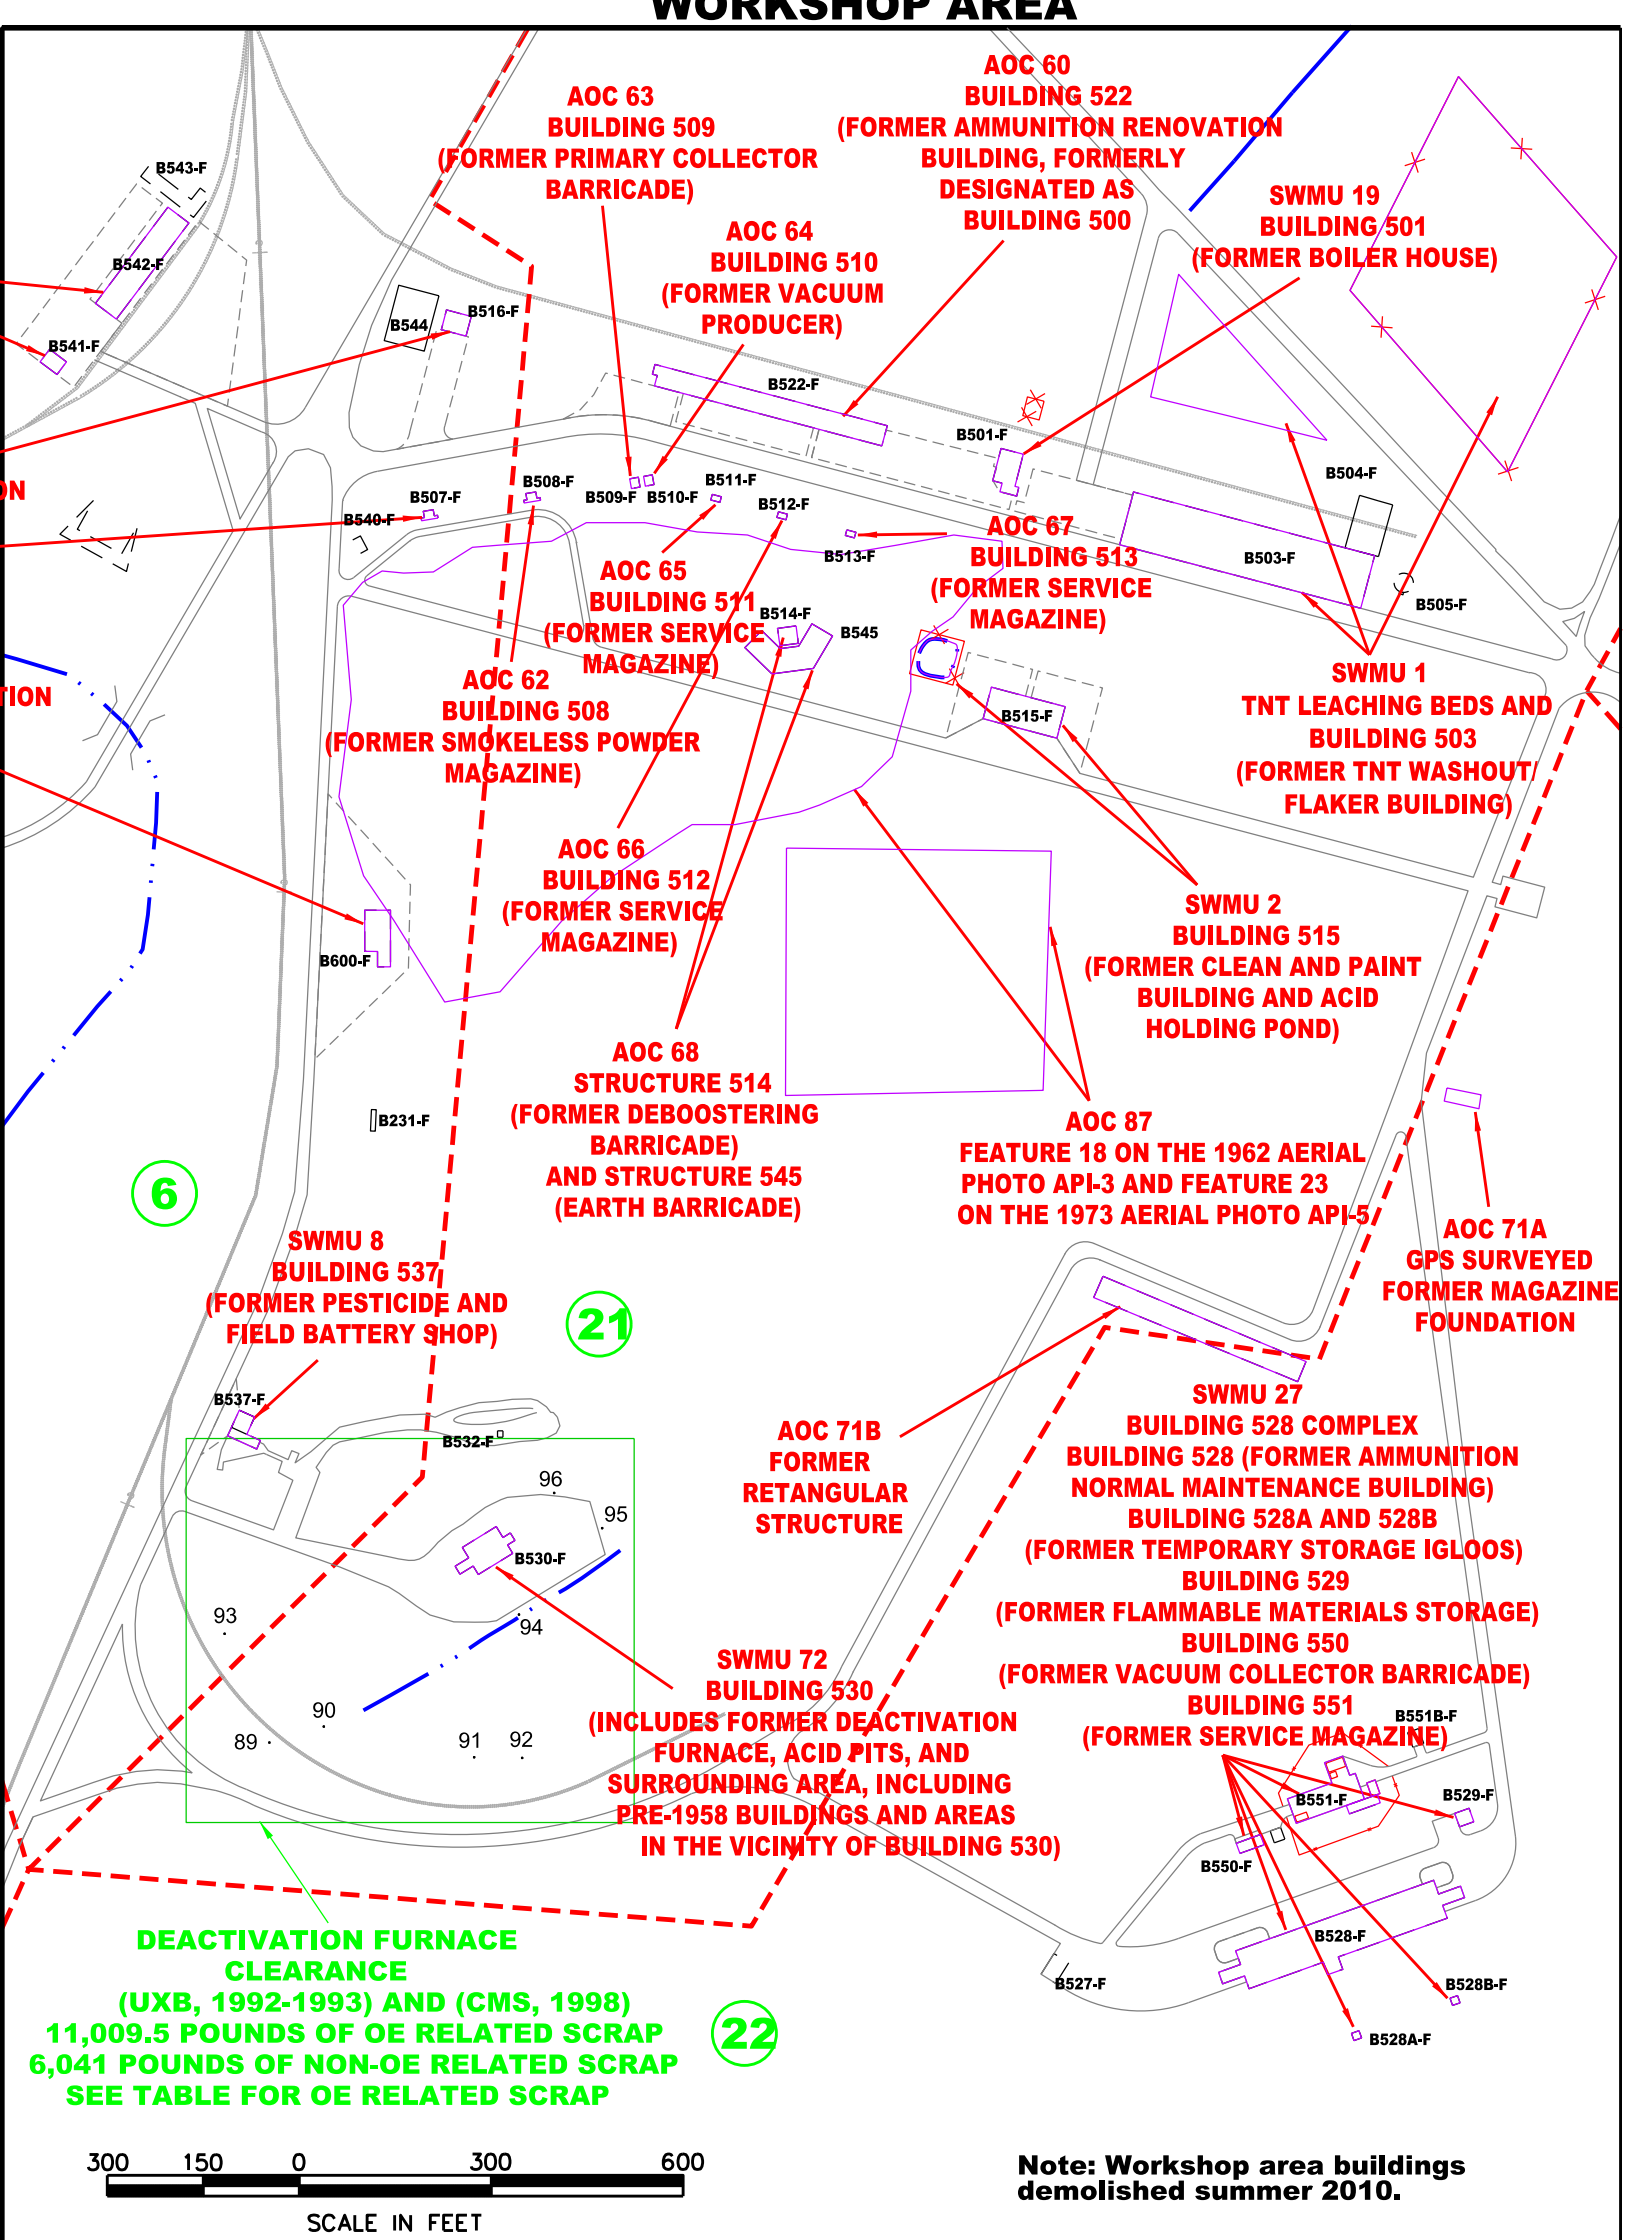 WORKSHOP AREA
AOC 63
BUILDING 509
(FORMER PRIMARY COLLECTOR
BARRICADE)
AOC 60
BUILDING 522
(FORMER AMMUNITION RENOVATION
BUILDING, FORMERLY
DESIGNATED AS
BUILDING 500
AOC 64
BUILDING 510
(FORMER VACUUM
PRODUCER)
SWMU 19
BUILDING 501
(FORMER BOILER HOUSE)
B543-F
B542-F
B541-F
B544
B516-F
B522-F
B501-F
B504-F
B503-F
B505-F
B507-F
B508-F
B509-F
B510-F
B511-F
B512-F
B513-F
B540-F
ON
TION
AOC 65
BUILDING 511
(FORMER SERVICE
MAGAZINE)
AOC 67
BUILDING 513
(FORMER SERVICE
MAGAZINE)
B514-F
B545
B515-F
AOC 62
BUILDING 508
(FORMER SMOKELESS POWDER
MAGAZINE)
SWMU 1
TNT LEACHING BEDS AND
BUILDING 503
(FORMER TNT WASHOUT/
FLAKER BUILDING)
AOC 66
BUILDING 512
(FORMER SERVICE
MAGAZINE)
SWMU 2
BUILDING 515
(FORMER CLEAN AND PAINT
BUILDING AND ACID
HOLDING POND)
B600-F
B231-F
AOC 68
STRUCTURE 514
(FORMER DEBOOSTERING
BARRICADE)
AND STRUCTURE 545
(EARTH BARRICADE)
AOC 87
FEATURE 18 ON THE 1962 AERIAL
PHOTO API-3 AND FEATURE 23
ON THE 1973 AERIAL PHOTO API-5
AOC 71A
GPS SURVEYED
FORMER MAGAZINE
FOUNDATION
6
21
SWMU 8
BUILDING 537
(FORMER PESTICIDE AND
FIELD BATTERY SHOP)
B537-F
B532-F
96
95
B530-F
93
94
90
89
91
92
AOC 71B
FORMER
RETANGULAR
STRUCTURE
SWMU 27
BUILDING 528 COMPLEX
BUILDING 528 (FORMER AMMUNITION
NORMAL MAINTENANCE BUILDING)
BUILDING 528A AND 528B
(FORMER TEMPORARY STORAGE IGLOOS)
BUILDING 529
(FORMER FLAMMABLE MATERIALS STORAGE)
BUILDING 550
(FORMER VACUUM COLLECTOR BARRICADE)
BUILDING 551
(FORMER SERVICE MAGAZINE)
SWMU 72
BUILDING 530
(INCLUDES FORMER DEACTIVATION
FURNACE, ACID PITS, AND
SURROUNDING AREA, INCLUDING
PRE-1958 BUILDINGS AND AREAS
IN THE VICINITY OF BUILDING 530)
B551B-F
B551-F
B529-F
B550-F
B528-F
B527-F
B528B-F
B528A-F
DEACTIVATION FURNACE
CLEARANCE
(UXB, 1992-1993) AND (CMS, 1998)
11,009.5 POUNDS OF OE RELATED SCRAP
6,041 POUNDS OF NON-OE RELATED SCRAP
SEE TABLE FOR OE RELATED SCRAP
22
300 150 0 300 600
SCALE IN FEET
Note: Workshop area buildings
demolished summer 2010.